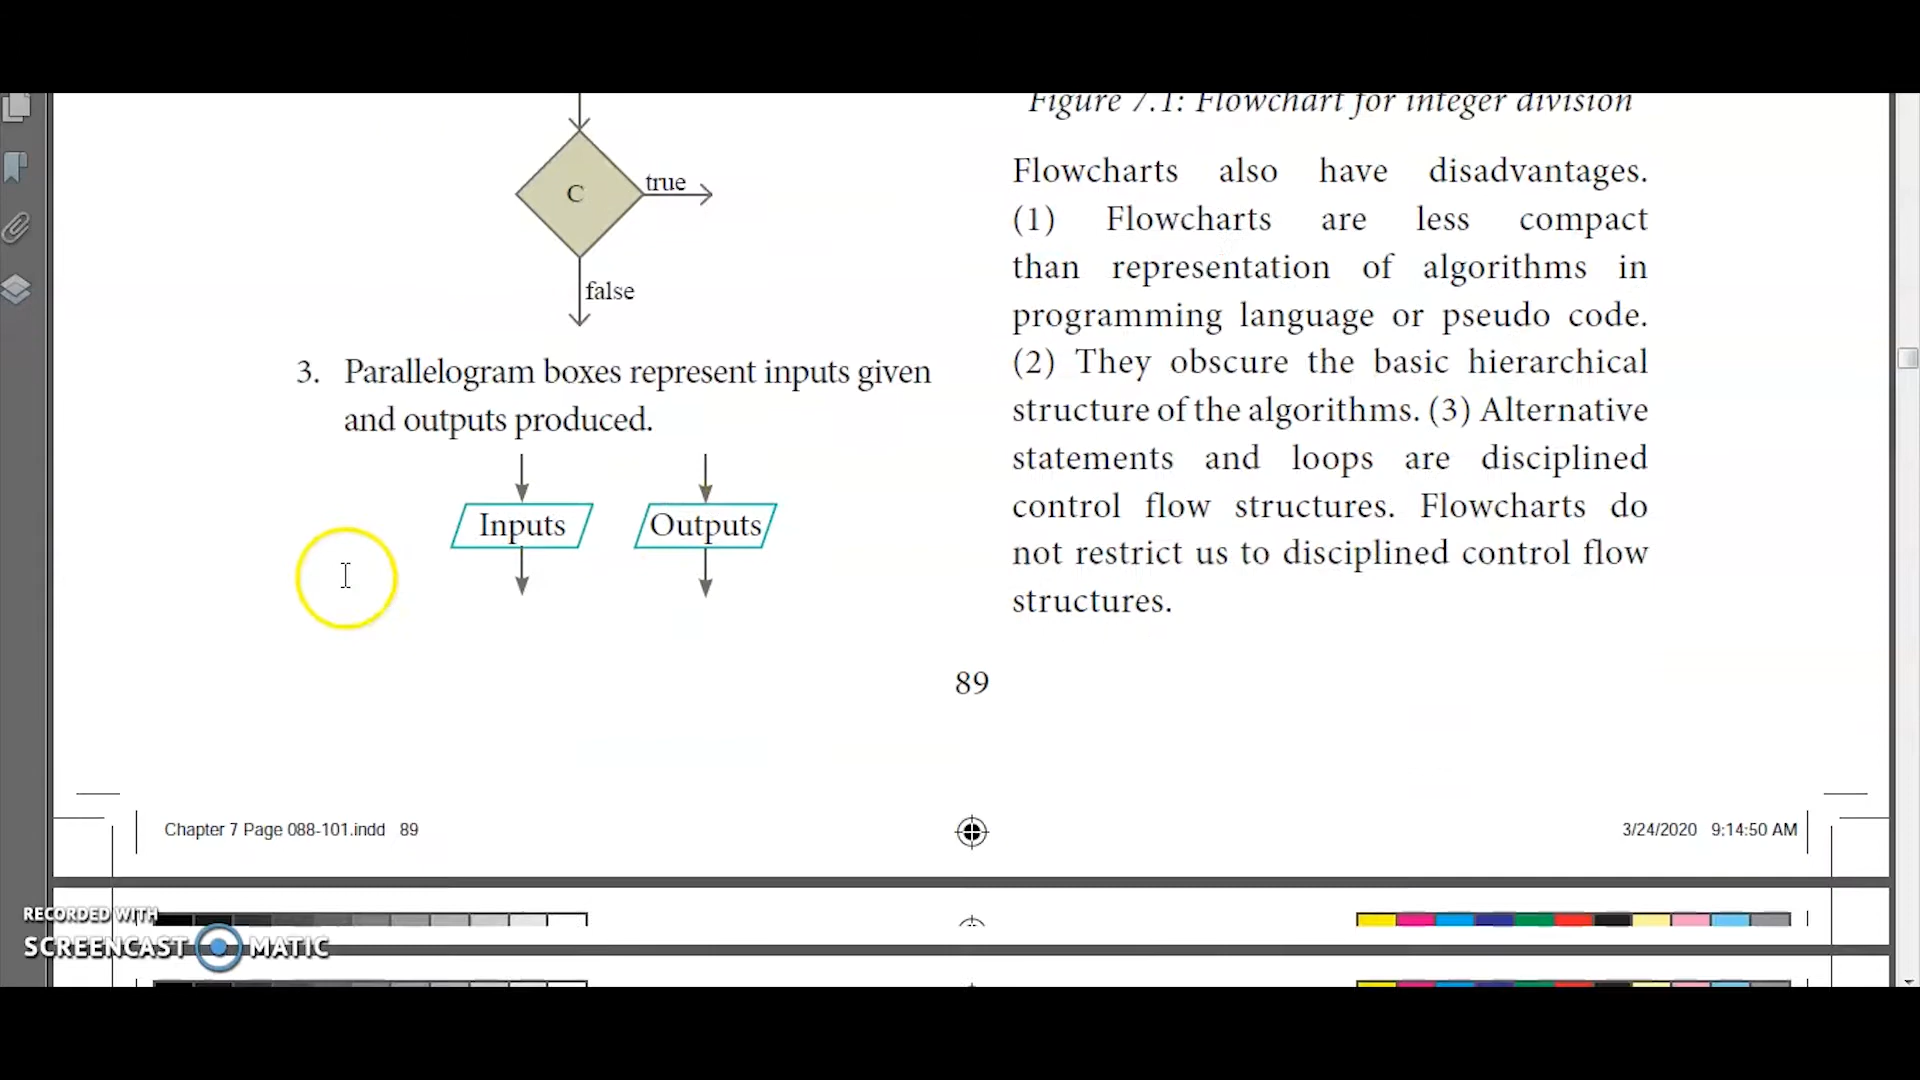 C
true
false
3. Parallelogram boxes represent inputs given
and outputs produced.
Inputs
Outputs
Figure 7.1: Flowchart for integer division
Flowcharts also have disadvantages.
(1) Flowcharts are less compact
than representation of algorithms in
programming language or pseudo code.
(2) They obscure the basic hierarchical
structure of the algorithms. (3) Alternative
statements and loops are disciplined
control flow structures. Flowcharts do
not restrict us to disciplined control flow
structures.
89
Chapter 7 Page 088-101.indd 89
3/24/2020 9:14:50 AM
RECORDED WITH
SCREENCAST MATIC